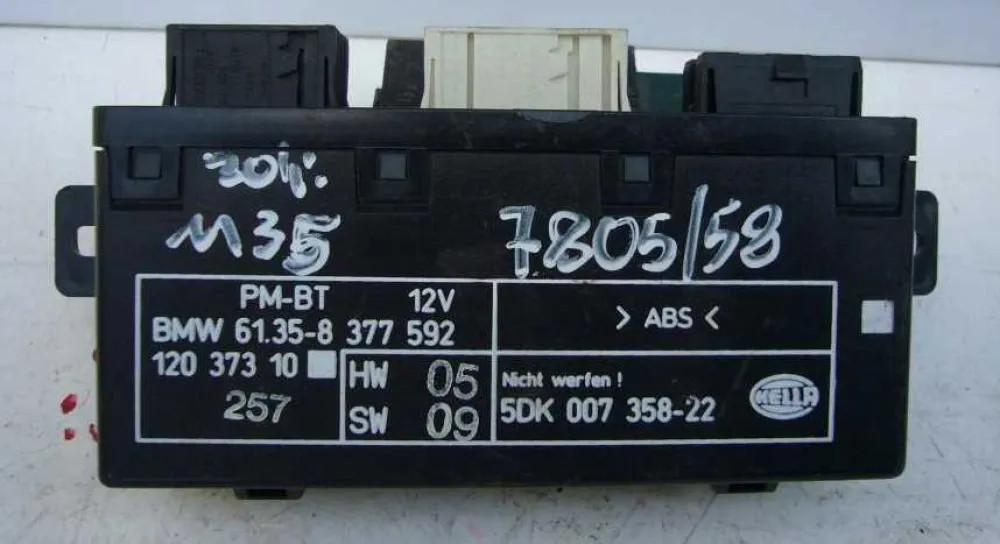 M35
7805/58
PM-BT 12V
BMW 61.35-8 377 592
120 373 10
257
HW 05
SW 09
> ABS <
Nicht werfen !
5DK 007 358-22
HELLA